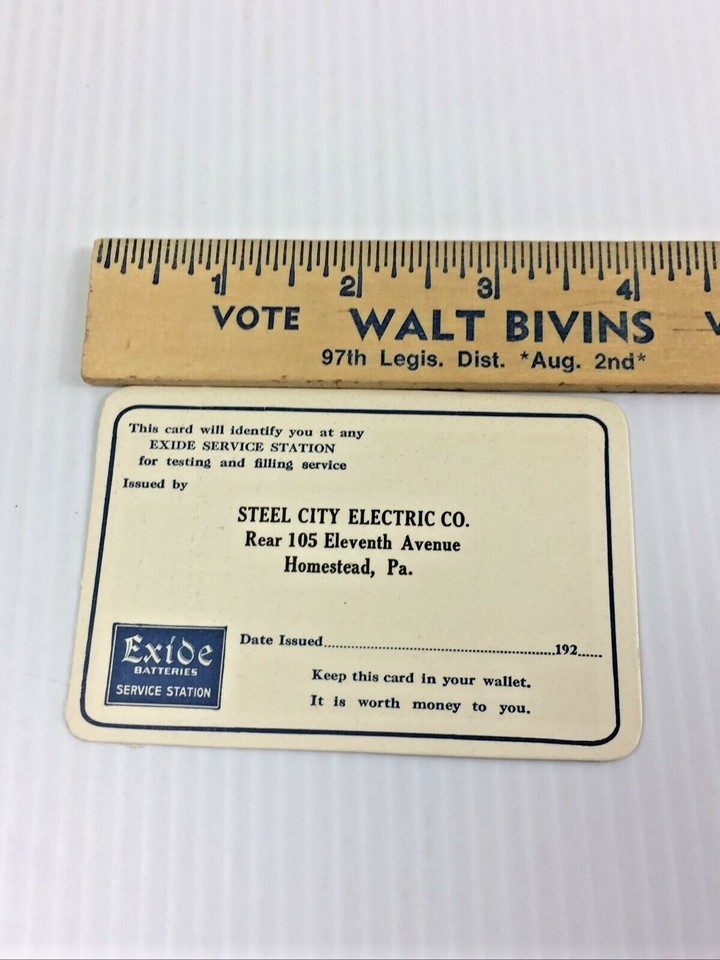 1 2 3 4
VOTE WALT BIVINS
97th Legis. Dist. *Aug. 2nd*
This card will identify you at any
EXIDE SERVICE STATION
for testing and filling service
Issued by
STEEL CITY ELECTRIC CO.
Rear 105 Eleventh Avenue
Homestead, Pa.
Exide
BATTERIES
SERVICE STATION
Date Issued..............................192......
Keep this card in your wallet.
It is worth money to you.